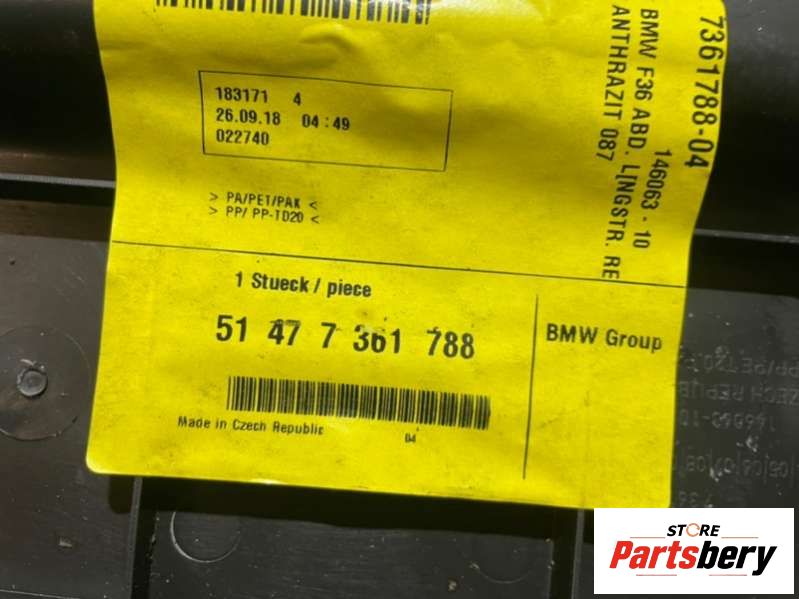 183171 4
26.09.18 04:49
022740
> PA/PET/PAK <
> PP/ PP-TD20 <
7361788-04
146063-10
BMW F36 ABD. LINGSTR. RE
ANTHRAZIT 087
1 Stueck / piece
51 47 7 361 788
BMW Group
Made in Czech Republic
04
STORE
Partsbery